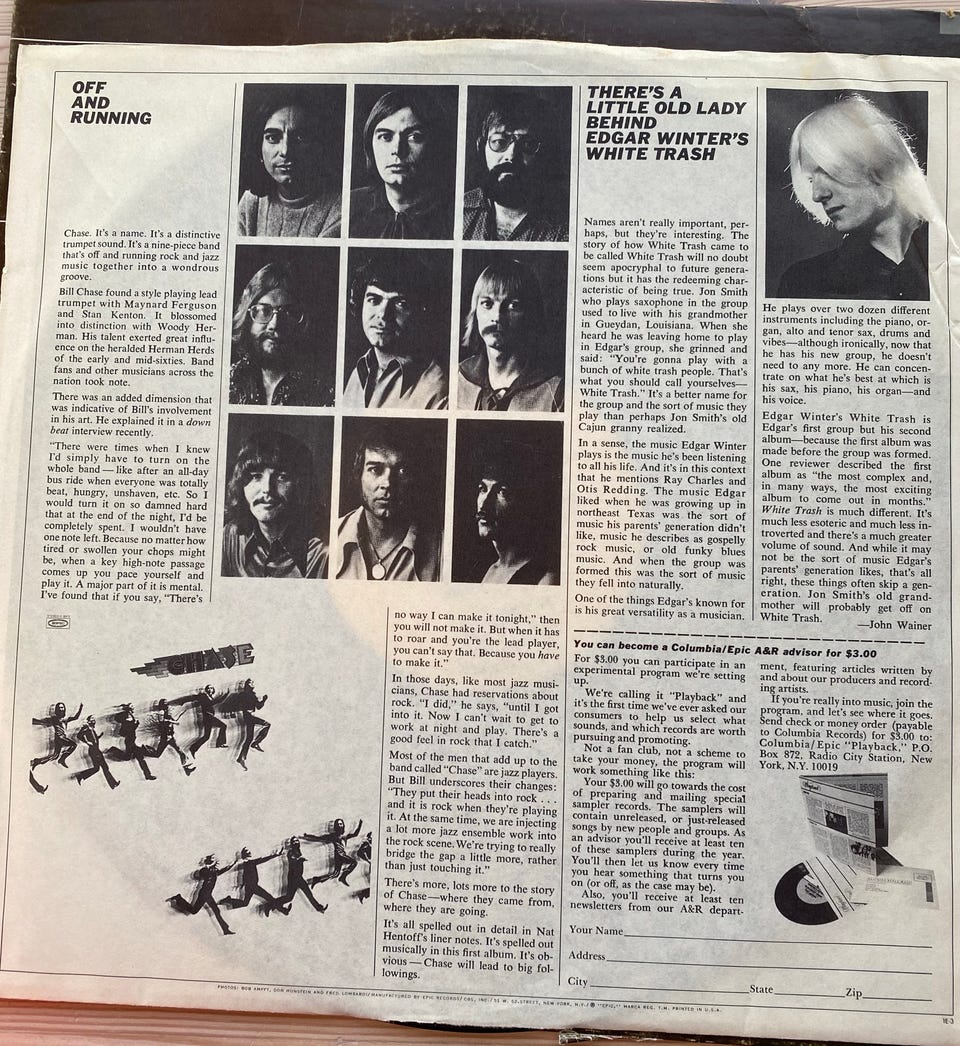 OFF
AND
RUNNING
Chase. It's a name. It's a distinctive
trumpet sound. It's a nine-piece band
that's off and running rock and jazz
music together into a wondrous
groove.
Bill Chase found a style playing lead
trumpet with Maynard Ferguson
and Stan Kenton. It blossomed
into distinction with Woody Her-
man. His talent exerted great influ-
ence on the heralded Herman Herds
of the early and mid-sixties. Band
fans and other musicians across the
nation took note.
There was an added dimension that
was indicative of Bill's involvement
in his art. He explained it in a down
beat interview recently.
"There were times when I knew
I'd simply have to turn on the
whole band—like after an all-day
bus ride when everyone was totally
beat, hungry, unshaven, etc. So I
would turn it on so damned hard
that at the end of the night, I'd be
completely spent. I wouldn't have
one note left. Because no matter how
tired or swollen your chops might
be, when a key high-note passage
comes up you pace yourself and
play it. A major part of it is mental.
I've found that if you say, "There's
no way I can make it tonight," then
you will not make it. But when it has
to roar and you're the lead player,
you can't say that. Because you have
to make it."
In those days, like most jazz musi-
cians, Chase had reservations about
rock. "I did," he says, "until I got
into it. Now I can't wait to get to
work at night and play. There's a
good feel in rock that I catch."
Most of the men that add up to the
band called "Chase" are jazz players.
But Bill underscores their changes:
"They put their heads into rock . . .
and it is rock when they're playing
it. At the same time, we are injecting
a lot more jazz ensemble work into
the rock scene. We're trying to really
bridge the gap a little more, rather
than just touching it."
There's more, lots more to the story
of Chase—where they came from,
where they are going.
It's all spelled out in detail in Nat
Hentoff's liner notes. It's spelled out
musically in this first album. It's ob-
vious—Chase will lead to big fol-
lowings.
CHASE
THERE'S A
LITTLE OLD LADY
BEHIND
EDGAR WINTER'S
WHITE TRASH
Names aren't really important, per-
haps, but they're interesting. The
story of how White Trash came to
be called White Trash will no doubt
seem apocryphal to future genera-
tions but it has the redeeming char-
acteristic of being true. Jon Smith
who plays saxophone in the group
used to live with his grandmother
in Gueydan, Louisiana. When she
heard he was leaving home to play
in Edgar's group, she grinned and
said: "You're gonna play with a
bunch of white trash people. That's
what you should call yourselves—
White Trash." It's a better name for
the group and the sort of music they
play than perhaps Jon Smith's old
Cajun granny realized.
In a sense, the music Edgar Winter
plays is the music he's been listening
to all his life. And it's in this context
that he mentions Ray Charles and
Otis Redding. The music Edgar
liked when he was growing up in
northeast Texas was the sort of
music his parents' generation didn't
like, music he describes as gospelly
rock music, or old funky blues
music. And when the group was
formed this was the sort of music
they fell into naturally.
One of the things Edgar's known for
is his great versatility as a musician.
He plays over two dozen different
instruments including the piano, or-
gan, alto and tenor sax, drums and
vibes—although ironically, now that
he has his new group, he doesn't
need to any more. He can concen-
trate on what he's best at which is
his sax, his piano, his organ—and
his voice.
Edgar Winter's White Trash is
Edgar's first group but his second
album—because the first album was
made before the group was formed.
One reviewer described the first
album as "the most complex and,
in many ways, the most exciting
album to come out in months."
White Trash is much different. It's
much less esoteric and much less in-
troverted and there's a much greater
volume of sound. And while it may
not be the sort of music Edgar's
parents' generation likes, that's all
right, these things often skip a gen-
eration. Jon Smith's old grand-
mother will probably get off on
White Trash.
—John Wainer
You can become a Columbia/Epic A&R advisor for $3.00
For $3.00 you can participate in an
experimental program we're setting
up.
We're calling it "Playback" and
it's the first time we've ever asked our
consumers to help us select what
sounds, and which records are worth
pursuing and promoting.
Not a fan club, not a scheme to
take your money, the program will
work something like this:
Your $3.00 will go towards the cost
of preparing and mailing special
sampler records. The samplers will
contain unreleased, or just-released
songs by new people and groups. As
an advisor you'll receive at least ten
of these samplers during the year.
You'll then let us know every time
you hear something that turns you
on (or off, as the case may be).
Also, you'll receive at least ten
newsletters from our A&R depart-
ment, featuring articles written by
and about our producers and record-
ing artists.
If you're really into music, join the
program, and let's see where it goes.
Send check or money order (payable
to Columbia Records) for $3.00 to:
Columbia/Epic "Playback," P.O.
Box 872, Radio City Station, New
York, N.Y. 10019
Your Name
Address
City State Zip
PHOTOS: BOB AMPFT, DON HUNSTEIN AND FRED LOMBARDI/MANUFACTURED BY EPIC RECORDS/CBS, INC./51 W. 52 STREET, NEW YORK, N.Y./® "EPIC," MARCA REG. T.M. PRINTED IN U.S.A.
1E-3